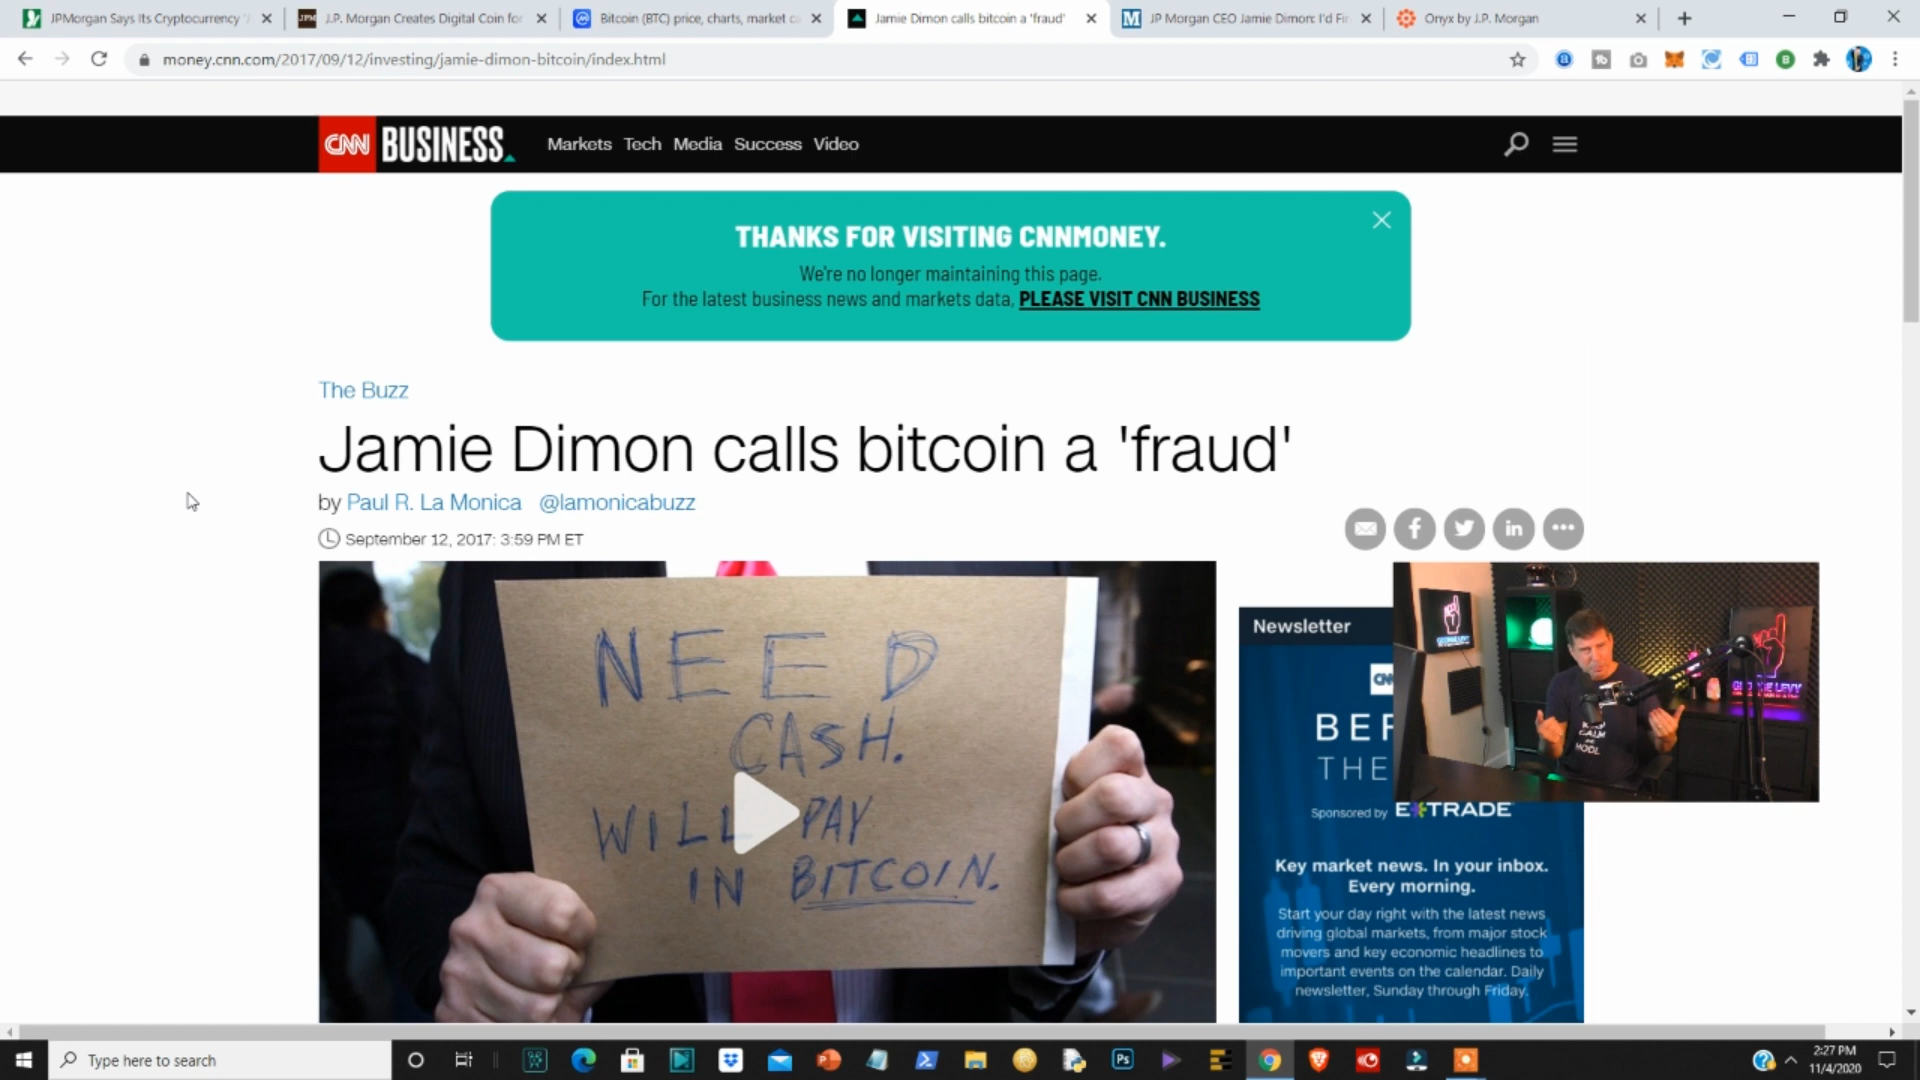 JPMorgan Says Its Cryptocurrency
J.P. Morgan Creates Digital Coin for
Bitcoin (BTC) price, charts, market
Jamie Dimon calls bitcoin a 'fraud'
JP Morgan CEO Jamie Dimon: I'd
Onyx by J.P. Morgan
money.cnn.com/2017/09/12/investing/jamie-dimon-bitcoin/index.html
CNN BUSINESS
Markets Tech Media Success Video
THANKS FOR VISITING CNNMONEY.
We're no longer maintaining this page.
For the latest business news and markets data, PLEASE VISIT CNN BUSINESS
The Buzz
Jamie Dimon calls bitcoin a 'fraud'
by Paul R. La Monica @lamonicabuzz
September 12, 2017: 3:59 PM ET
NEED
CASH.
WILL PAY
IN BITCOIN.
Newsletter
THE
Sponsored by E*TRADE
Key market news. In your inbox.
Every morning.
Start your day right with the latest news
driving global markets, from major stock
movers and key economic headlines to
important events on the calendar. Daily
newsletter, Sunday through Friday.
GEORGE LEVY
CALM
AND
HODL
Type here to search
2:27 PM
11/4/2020